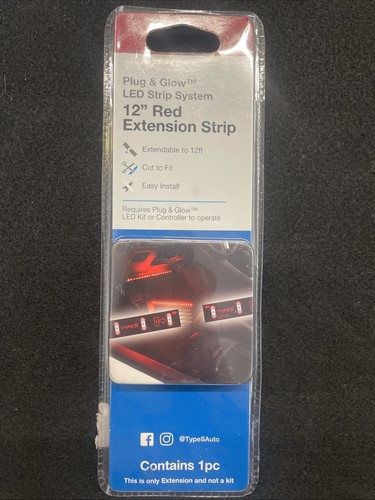 Plug & Glow™
LED Strip System
12” Red
Extension Strip
Extendable to 12ft
Cut to Fit
Easy Install
Requires Plug & Glow™
LED Kit or Controller to operate
@TypeSAuto
Contains 1pc
This is only Extension and not a kit